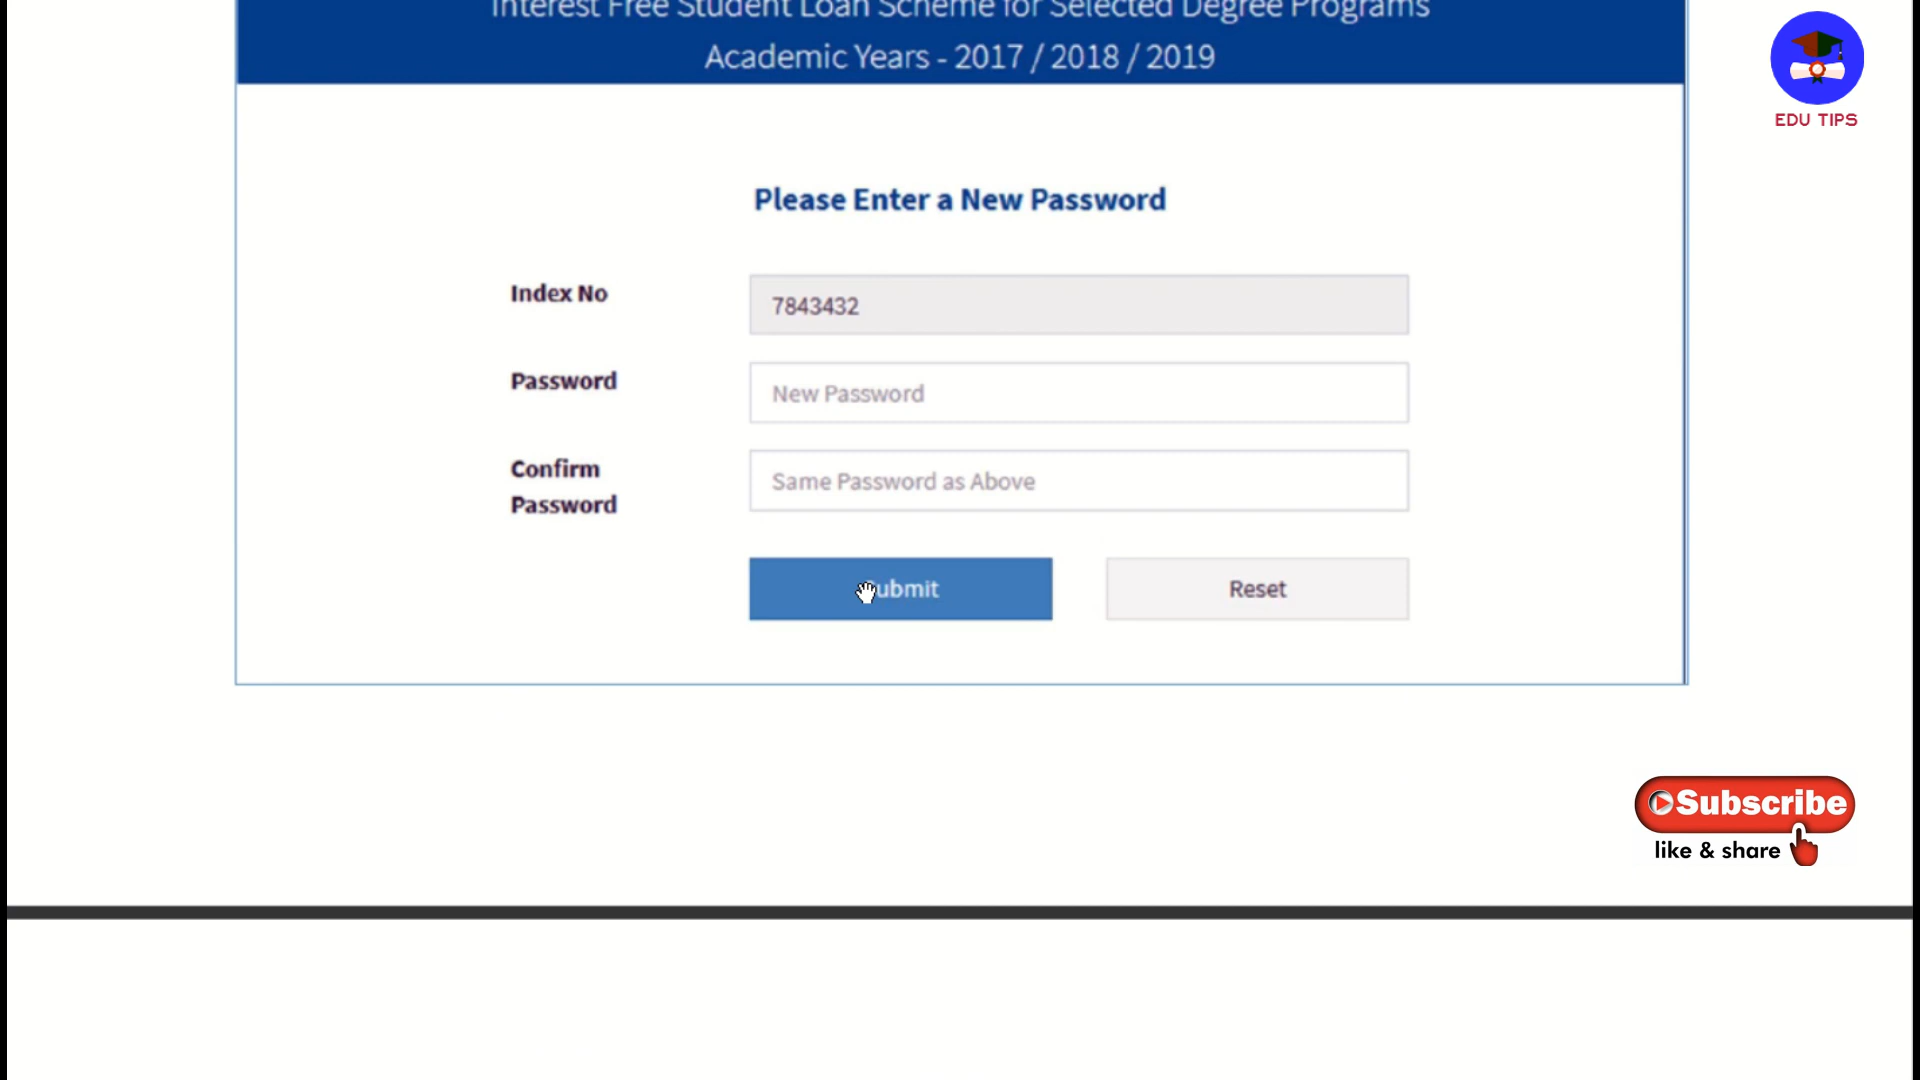 Interest Free Student Loan Scheme for Selected Degree Programs
Academic Years - 2017 / 2018 / 2019
EDU TIPS
Please Enter a New Password
Index No
7843432
Password
New Password
Confirm
Password
Same Password as Above
Submit
Reset
Subscribe
like & share